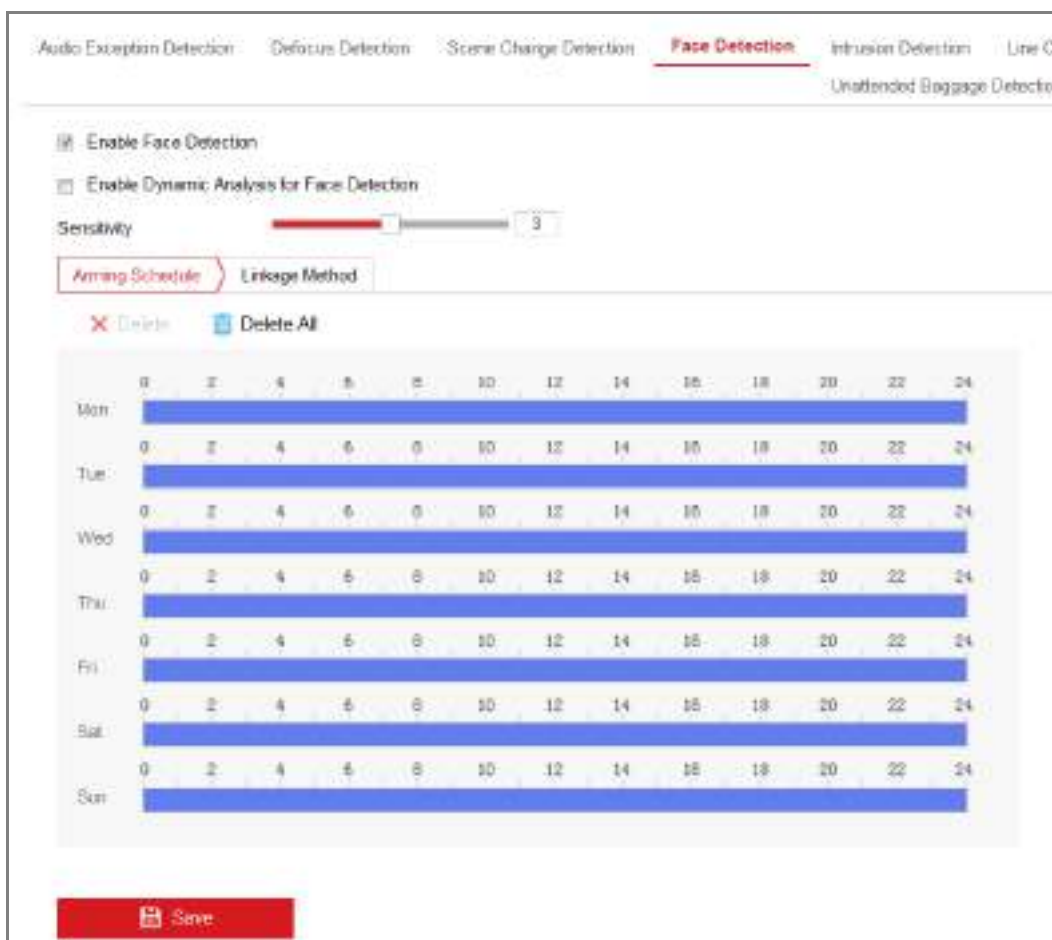 Audio Exception Detection Defocus Detection Scene Change Detection Face Detection Intrusion Detection Line C
Unattended Baggage Detectio
Enable Face Detection
Enable Dynamic Analysis for Face Detection
Sensitivity 3
Arming Schedule Linkage Method
Delete Delete All
0 2 4 6 8 10 12 14 16 18 20 22 24
Mon
0 2 4 6 8 10 12 14 16 18 20 22 24
Tue
0 2 4 6 8 10 12 14 16 18 20 22 24
Wed
0 2 4 6 8 10 12 14 16 18 20 22 24
Thu
0 2 4 6 8 10 12 14 16 18 20 22 24
Fri
0 2 4 6 8 10 12 14 16 18 20 22 24
Sat
0 2 4 6 8 10 12 14 16 18 20 22 24
Sun
Save